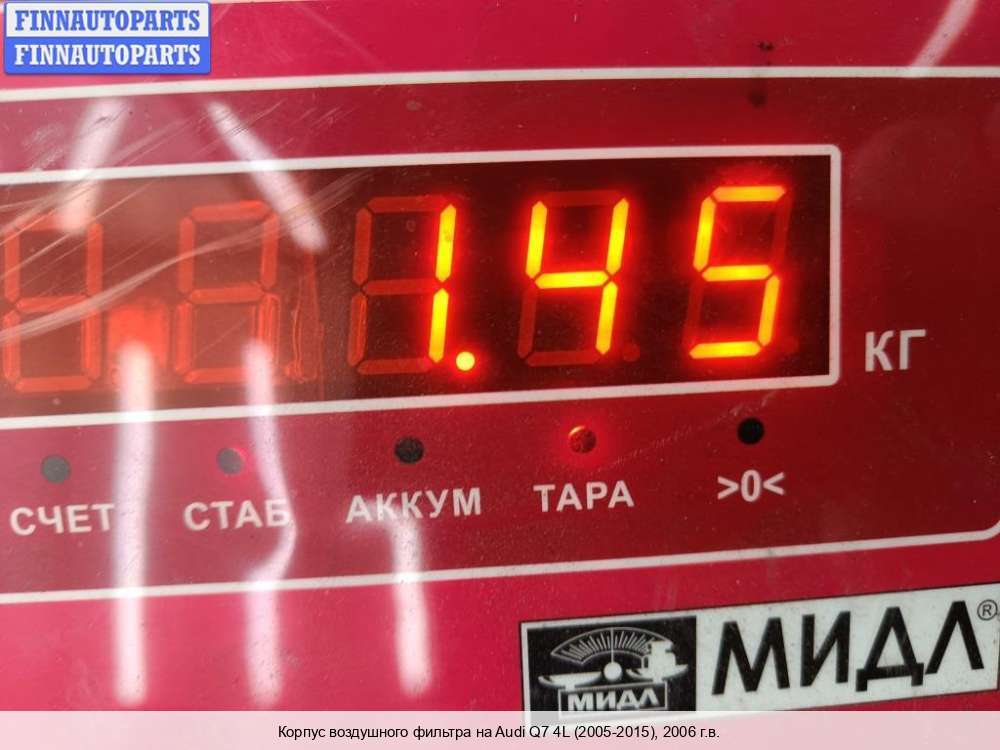 FINNAUTOPARTS
FINNAUTOPARTS
1.45
КГ
СЧЕТ СТАБ АККУМ ТАРА >0<
МИДЛ МИДЛ®
Корпус воздушного фильтра на Audi Q7 4L (2005-2015), 2006 г.в.